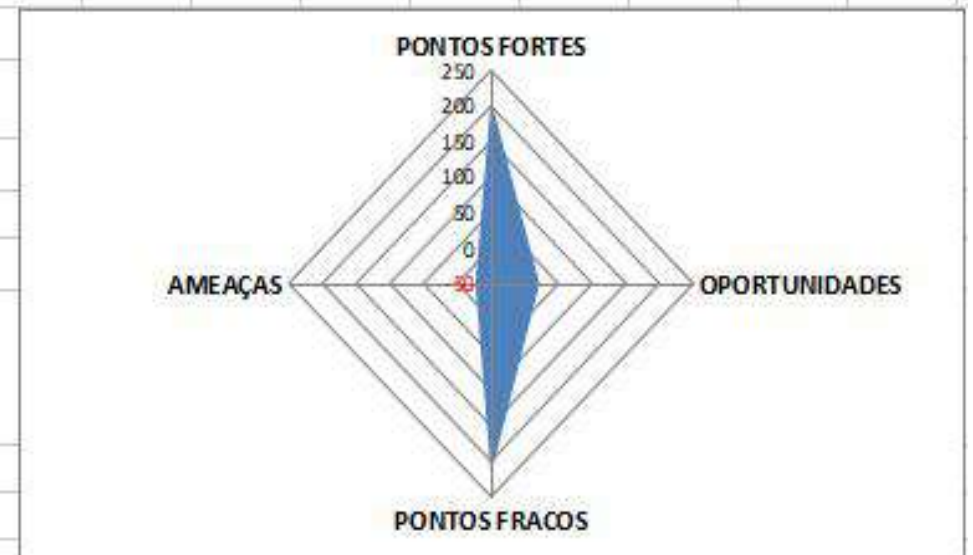 PONTOS FORTES
250
200
150
100
50
0
50
AMEAÇAS
OPORTUNIDADES
PONTOS FRACOS